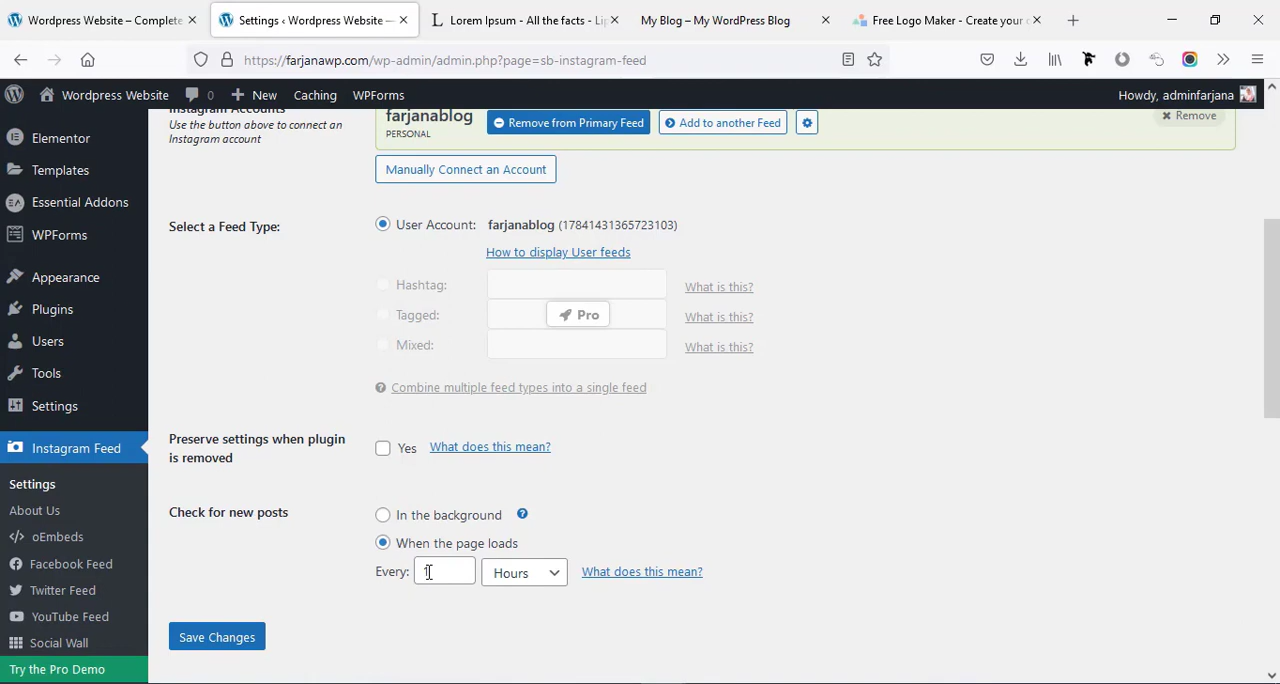 Wordpress Website — Complete
Settings ‹ Wordpress Website —
Lorem Ipsum - All the facts - Lip
My Blog – My WordPress Blog
Free Logo Maker - Create your o
https://farjanawp.com/wp-admin/admin.php?page=sb-instagram-feed
Wordpress Website
0
New
Caching
WPForms
Howdy, adminfarjana
Elementor
Templates
Essential Addons
WPForms
Appearance
Plugins
Users
Tools
Settings
Instagram Feed
Settings
About Us
oEmbeds
Facebook Feed
Twitter Feed
YouTube Feed
Social Wall
Try the Pro Demo
Instagram Accounts
Use the button above to connect an
Instagram account
farjanablog
PERSONAL
Remove from Primary Feed
Add to another Feed
Remove
Manually Connect an Account
Select a Feed Type:
User Account: farjanablog (17841431365723103)
How to display User feeds
Hashtag:
What is this?
Tagged:
Pro
What is this?
Mixed:
What is this?
Combine multiple feed types into a single feed
Preserve settings when plugin
is removed
Yes
What does this mean?
Check for new posts
In the background
When the page loads
Every:
Hours
What does this mean?
Save Changes